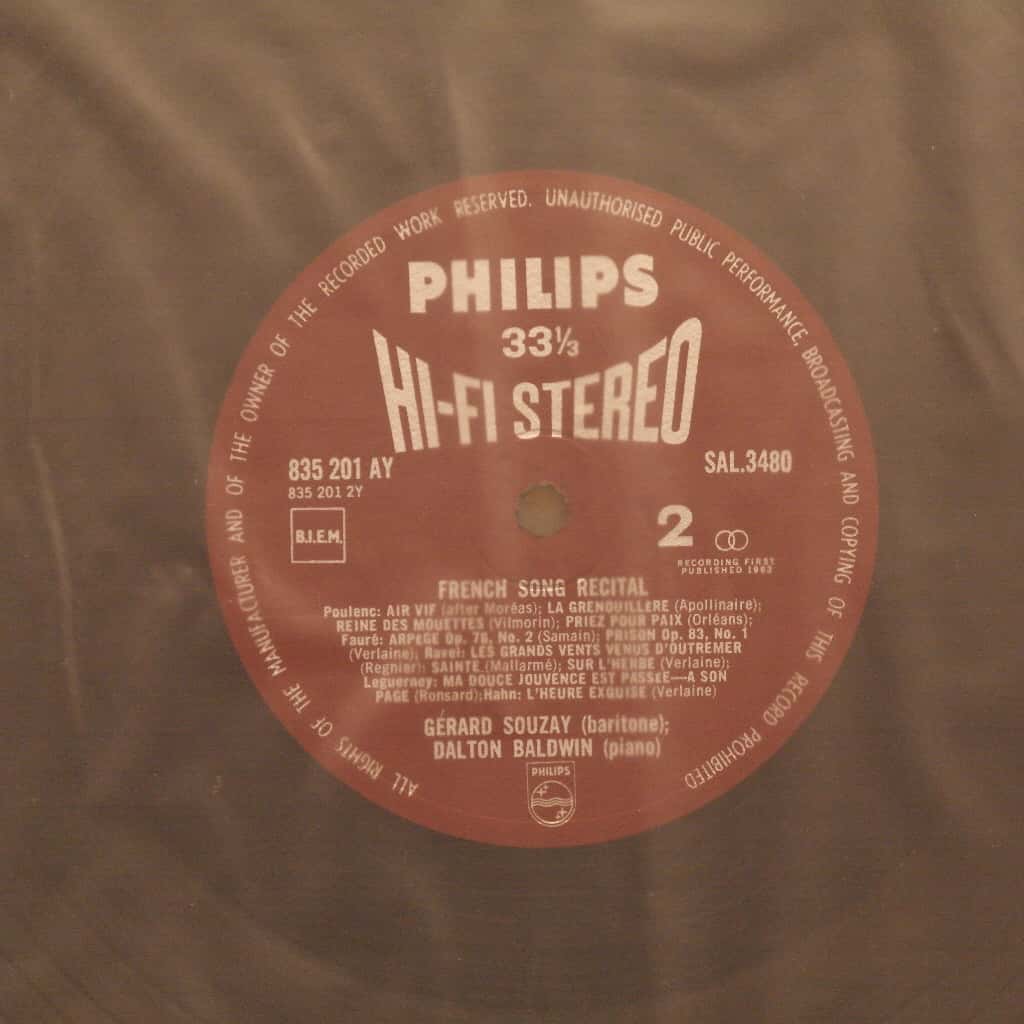 ALL RIGHTS OF THE MANUFACTURER AND OF THE OWNER OF THE RECORDED WORK RESERVED. UNAUTHORISED PUBLIC PERFORMANCE, BROADCASTING AND COPYING OF THIS RECORD PROHIBITED
PHILIPS
33⅓
HI-FI STEREO
835 201 AY
SAL.3480
835 201 2Y
B.I.E.M.
2
RECORDING FIRST
PUBLISHED 1963
FRENCH SONG RECITAL
Poulenc: AIR VIF (after Moréas); LA GRENOUILLERE (Apollinaire);
REINE DES MOUETTES (Vilmorin); PRIEZ POUR PAIX (Orléans);
Fauré: ARPEGE Op. 76, No. 2 (Samain); PRISON Op. 83, No. 1
(Verlaine); Ravel: LES GRANDS VENTS VENUS D'OUTREMER
(Regnier); SAINTE (Mallarmé); SUR L'HERBE (Verlaine);
Leguerney: MA DOUCE JOUVENCE EST PASSÉE—A SON
PAGE (Ronsard); Hahn: L'HEURE EXQUISE (Verlaine)
GÉRARD SOUZAY (baritone);
DALTON BALDWIN (piano)
PHILIPS